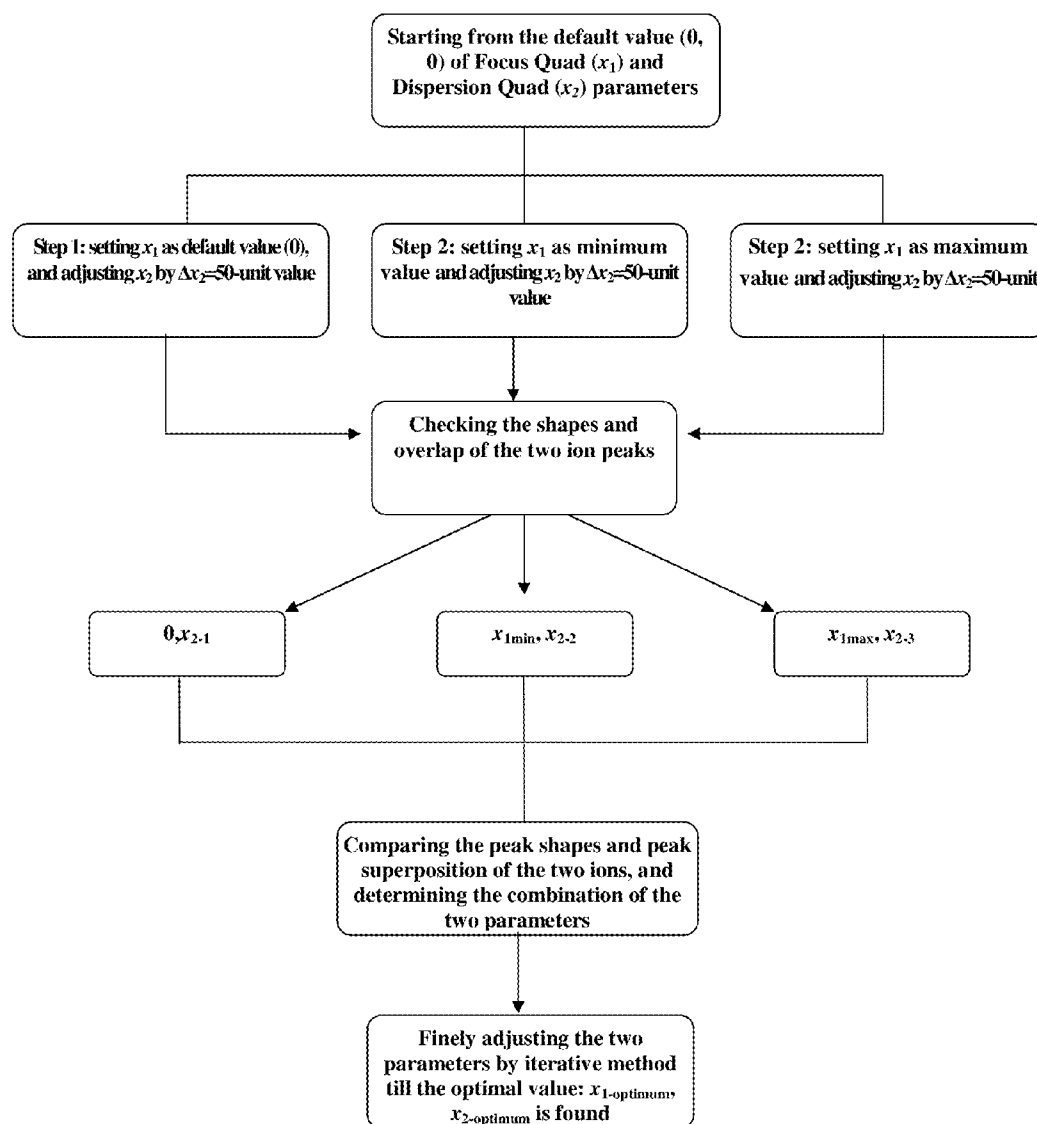 Starting from the default value (0,
0) of Focus Quad (x₁) and
Dispersion Quad (x₂) parameters
Step 1: setting x₁ as default value (0),
and adjusting x₂ by Δx₂=50-unit value
Step 2: setting x₁ as minimum
value and adjusting x₂ by Δx₂=50-unit
value
Step 2: setting x₁ as maximum
value and adjusting x₂ by Δx₂=50-unit
Checking the shapes and
overlap of the two ion peaks
0,x₂₋₁
x₁min, x₂₋₂
x₁max, x₂₋₃
Comparing the peak shapes and peak
superposition of the two ions, and
determining the combination of the
two parameters
Finely adjusting the two
parameters by iterative method
till the optimal value: x₁₋optimum,
x₂₋optimum is found